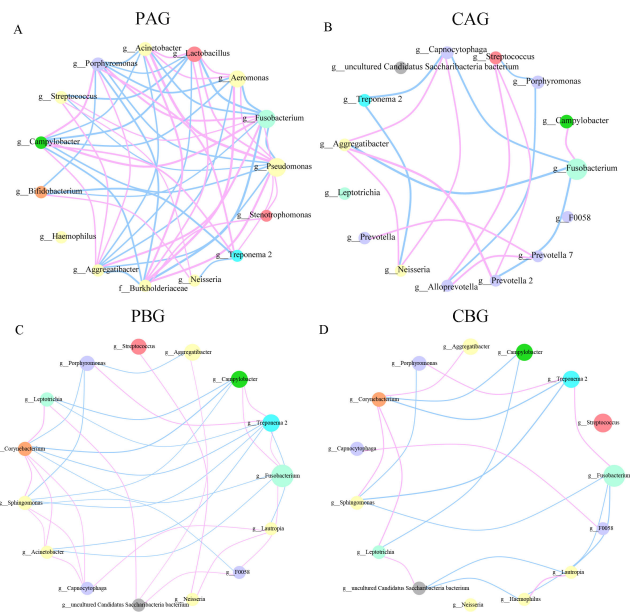 PAG
A
g__Acinetobacter
g__Lactobacillus
g__Porphyromonas
g__Aeromonas
g__Streptococcus
g__Fusobacterium
g__Campylobacter
g__Pseudomonas
g__Bifidobacterium
g__Stenotrophomonas
g__Haemophilus
g__Treponema 2
g__Aggregatibacter
g__Neisseria
f__Burkholderiaceae
CAG
B
g__Capnocytophaga
g__Streptococcus
g__uncultured Candidatus Saccharibacteria bacterium
g__Porphyromonas
g__Treponema 2
g__Campylobacter
g__Aggregatibacter
g__Fusobacterium
g__Leptotrichia
g__F0058
g__Prevotella
g__Prevotella 7
g__Neisseria
g__Prevotella 2
g__Alloprevotella
PBG
C
g__Streptococcus
g__Aggregatibacter
g__Porphyromonas
g__Campylobacter
g__Leptotrichia
g__Treponema 2
g__Corynebacterium
g__Fusobacterium
g__Sphingomonas
g__Lautropia
g__Acinetobacter
g__F0058
g__Capnocytophaga
g__Neisseria
g__uncultured Candidatus Saccharibacteria bacterium
CBG
D
g__Aggregatibacter
g__Campylobacter
g__Porphyromonas
g__Treponema 2
g__Corynebacterium
g__Streptococcus
g__Capnocytophaga
g__Fusobacterium
g__Sphingomonas
g__F0058
g__Leptotrichia
g__Lautropia
g__uncultured Candidatus Saccharibacteria bacterium
g__Haemophilus
g__Neisseria